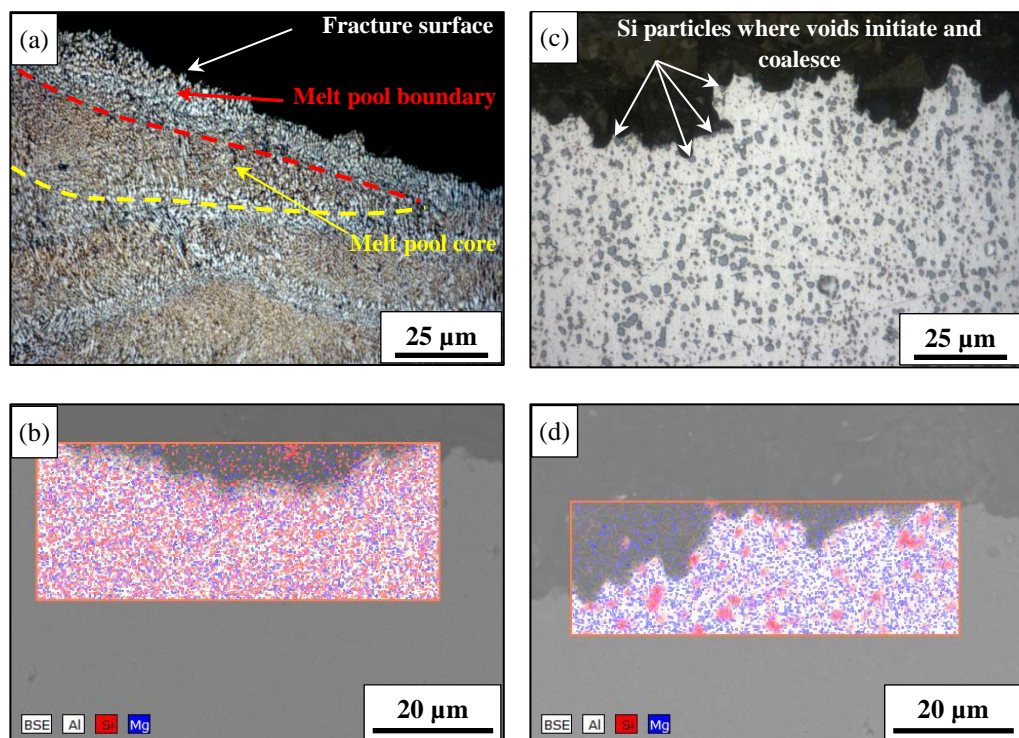 (a)
Fracture surface
Melt pool boundary
Melt pool core
25 µm
(c)
Si particles where voids initiate and
coalesce
25 µm
(b)
BSE Al Si Mg
20 µm
(d)
BSE Al Si Mg
20 µm